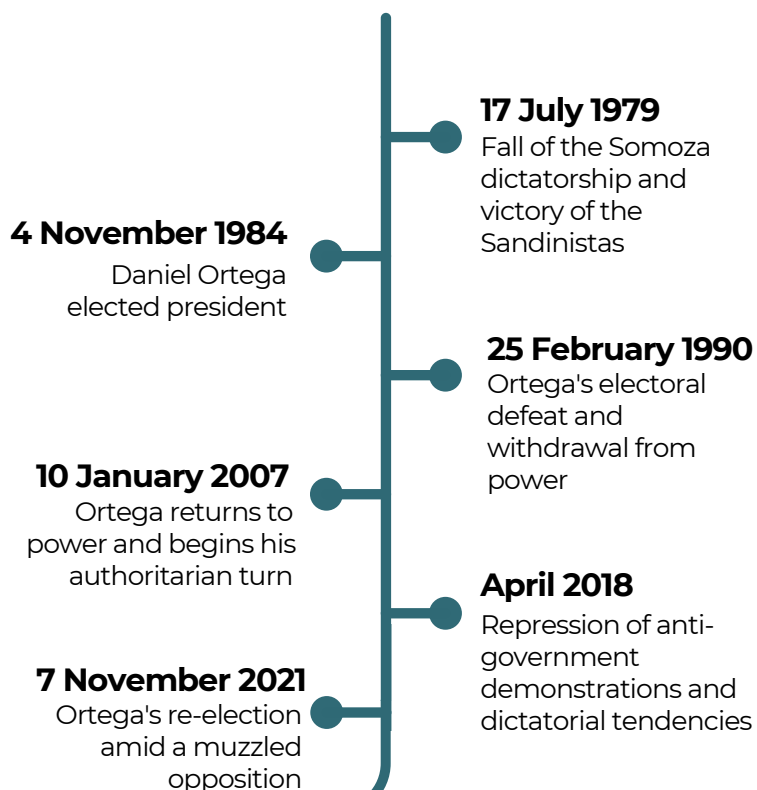 17 July 1979
Fall of the Somoza
dictatorship and
victory of the
Sandinistas
4 November 1984
Daniel Ortega
elected president
25 February 1990
Ortega's electoral
defeat and
withdrawal from
power
10 January 2007
Ortega returns to
power and begins his
authoritarian turn
April 2018
Repression of anti-
government
demonstrations and
dictatorial tendencies
7 November 2021
Ortega's re-election
amid a muzzled
opposition